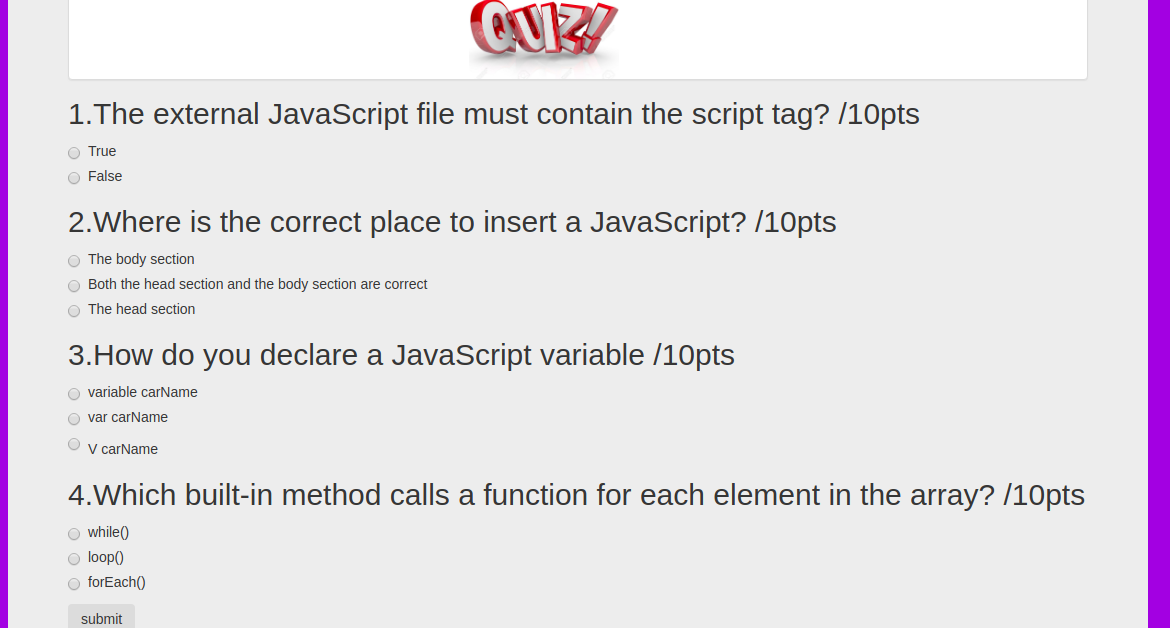 QUIZ!
1.The external JavaScript file must contain the script tag? /10pts
True
False
2.Where is the correct place to insert a JavaScript? /10pts
The body section
Both the head section and the body section are correct
The head section
3.How do you declare a JavaScript variable /10pts
variable carName
var carName
V carName
4.Which built-in method calls a function for each element in the array? /10pts
while()
loop()
forEach()
submit